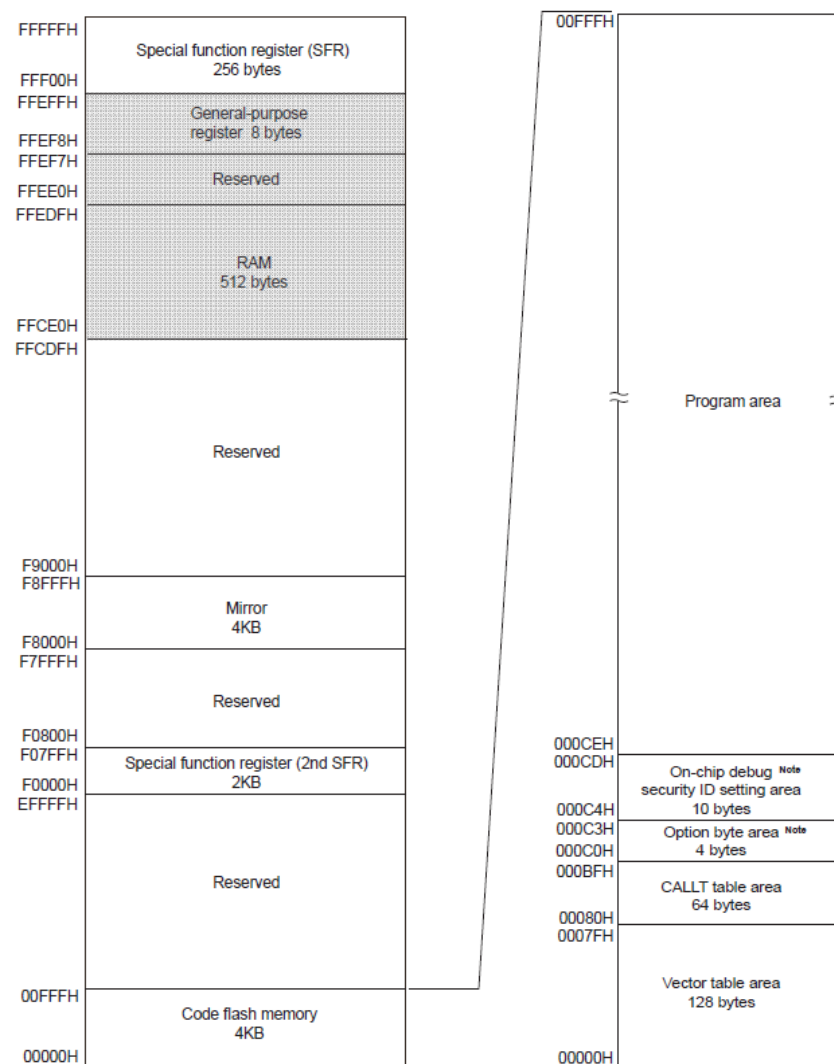 FFFFFH
Special function register (SFR)
256 bytes
FFF00H
FFEFFH
General-purpose
register 8 bytes
FFEF8H
FFEF7H
Reserved
FFEE0H
FFEDFH
RAM
512 bytes
FFCE0H
FFCDFH
Reserved
F9000H
F8FFFH
Mirror
4KB
F8000H
F7FFFH
Reserved
F0800H
F07FFH
Special function register (2nd SFR)
2KB
F0000H
EFFFFH
Reserved
00FFFH
Code flash memory
4KB
00000H
00FFFH
Program area
000CEH
000CDH
On-chip debug Note
security ID setting area
10 bytes
000C4H
000C3H
Option byte area Note
4 bytes
000C0H
000BFH
CALLT table area
64 bytes
00080H
0007FH
Vector table area
128 bytes
00000H